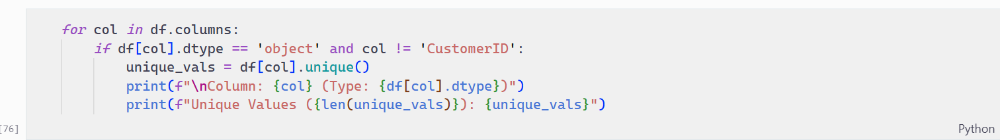 for col in df.columns:
    if df[col].dtype == 'object' and col != 'CustomerID':
        unique_vals = df[col].unique()
        print(f"\nColumn: {col} (Type: {df[col].dtype})")
        print(f"Unique Values ({len(unique_vals)}): {unique_vals}")
[76]
Python